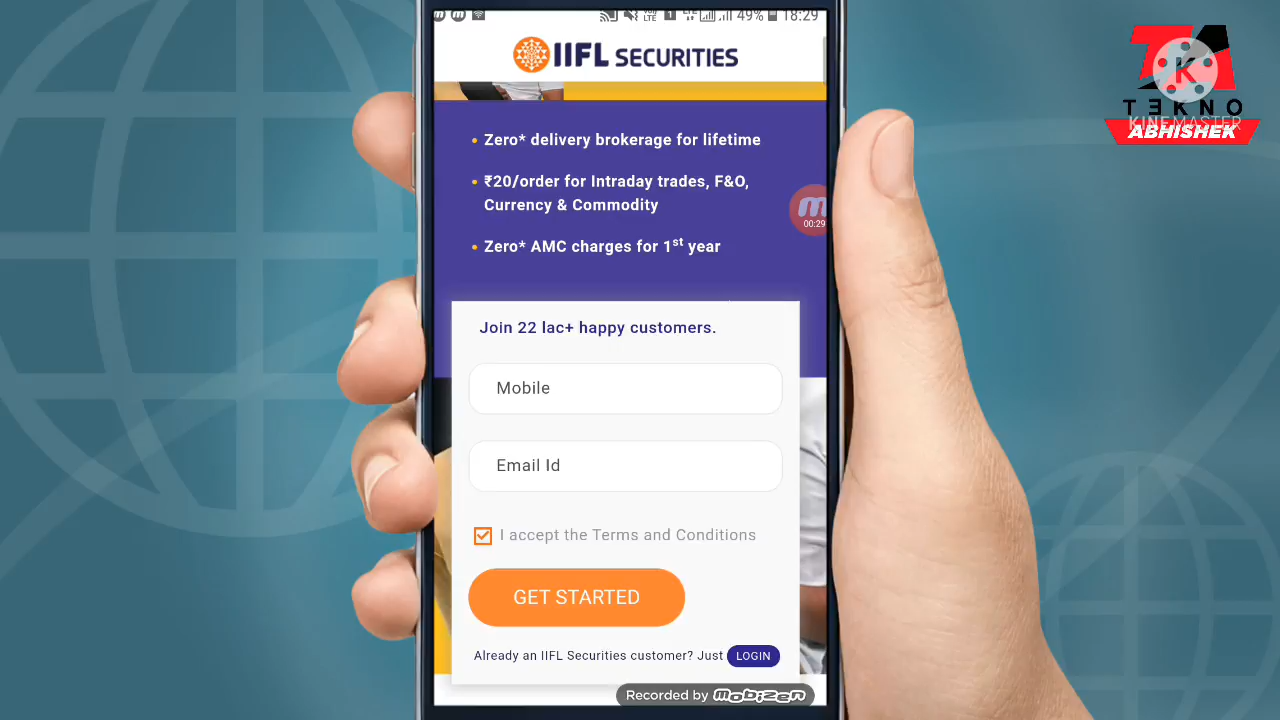 49% 18:29
IIFL SECURITIES
Zero* delivery brokerage for lifetime
₹20/order for Intraday trades, F&O,
Currency & Commodity
00:29
Zero* AMC charges for 1st year
Join 22 lac+ happy customers.
Mobile
Email Id
I accept the Terms and Conditions
GET STARTED
Already an IIFL Securities customer? Just LOGIN
Recorded by mobizen
TA
K
TEKNO
KINEMASTER
ABHISHEK